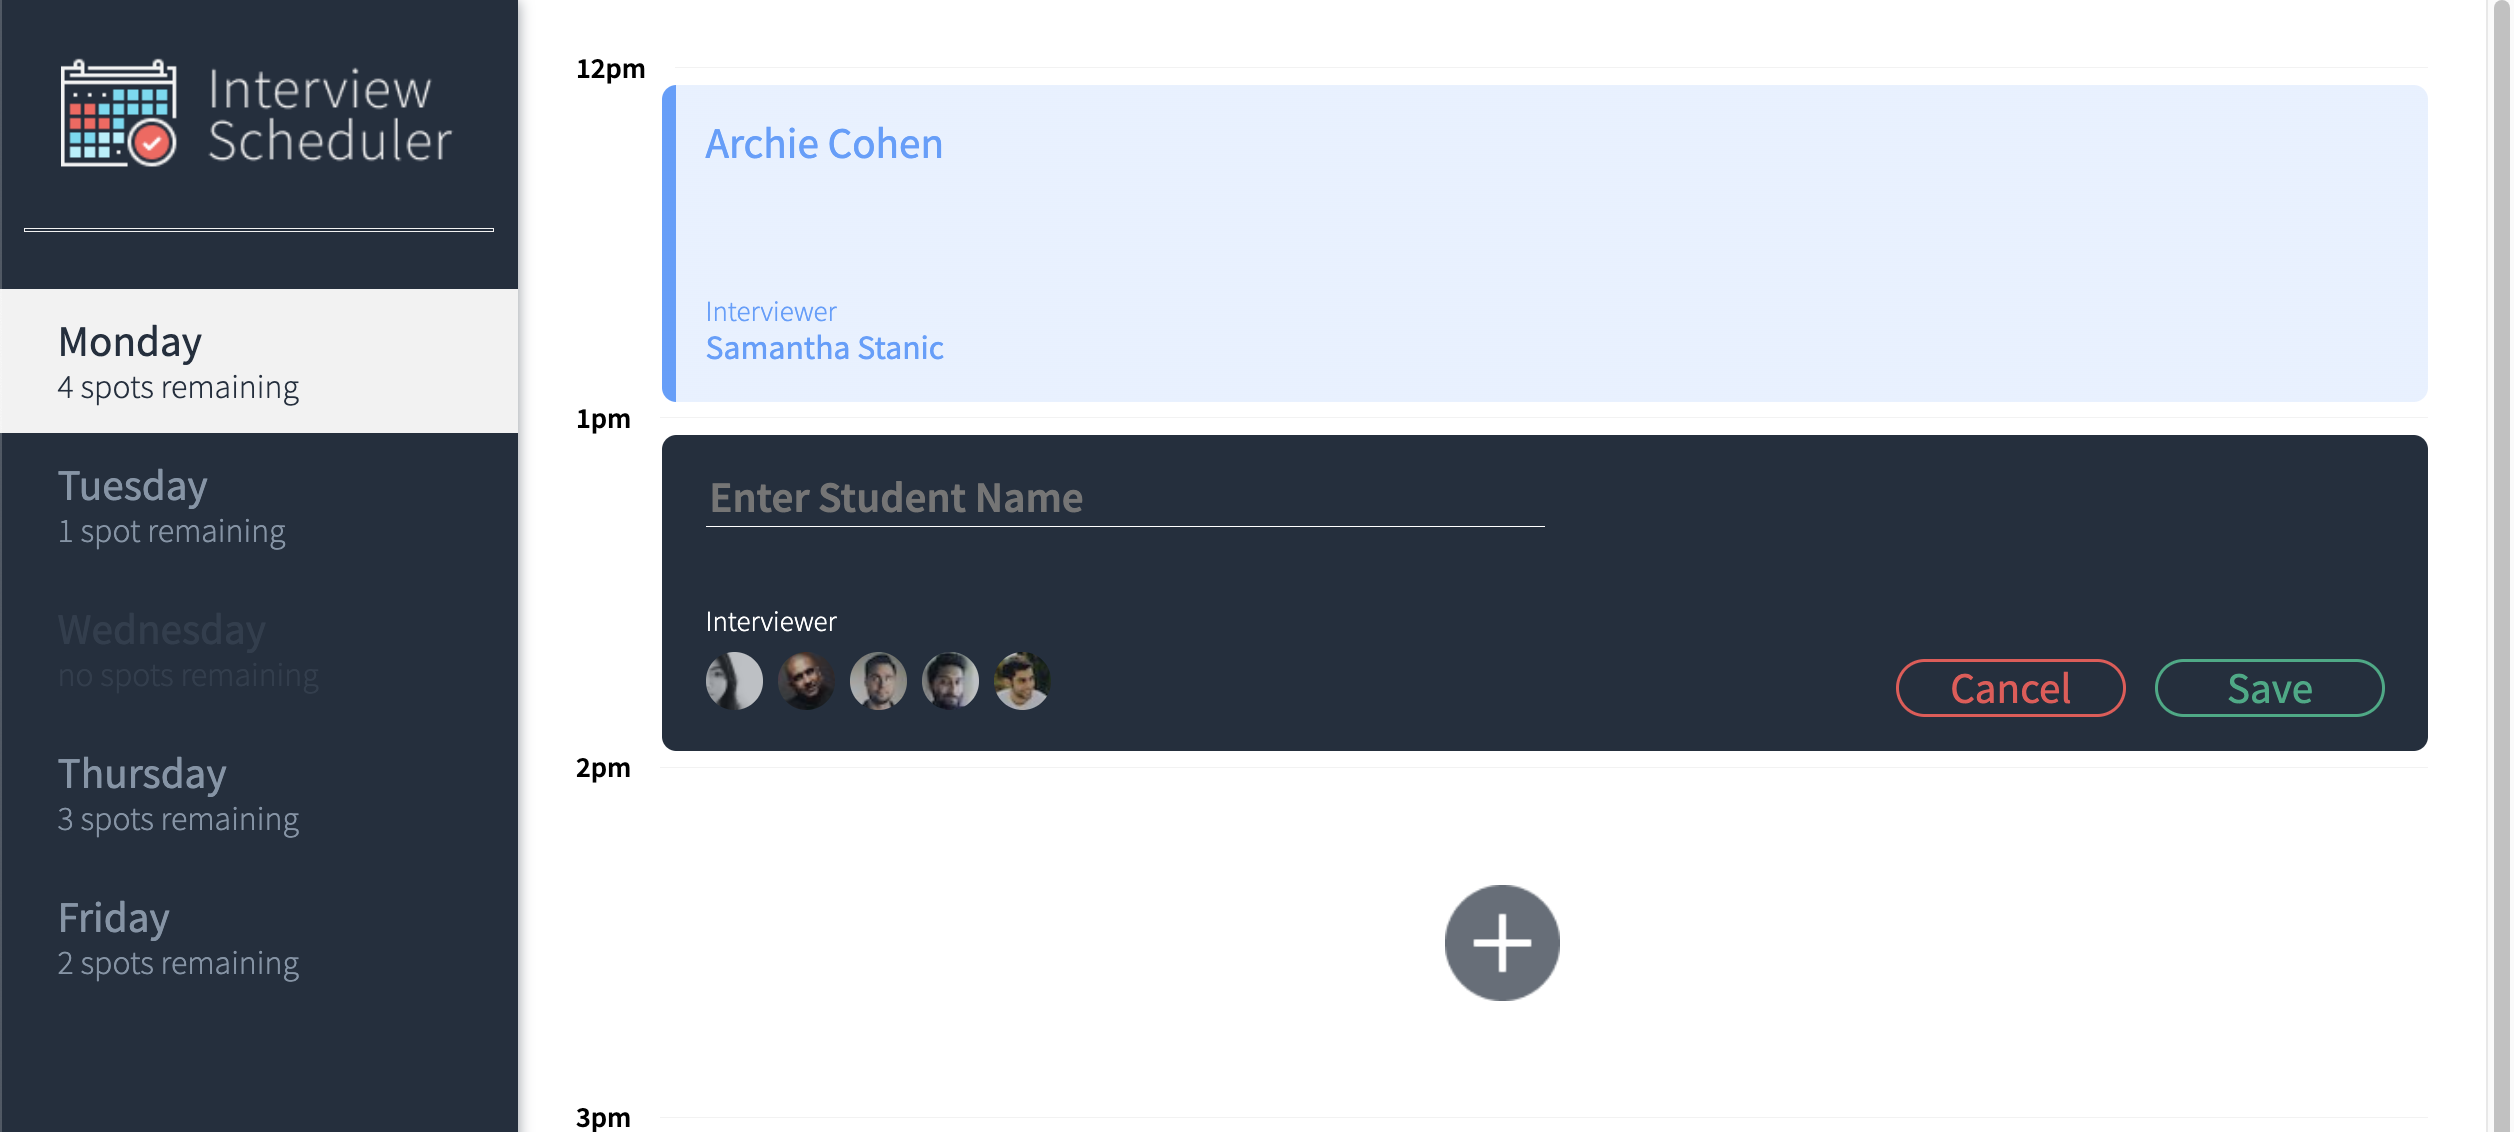 Interview
Scheduler
Monday
4 spots remaining
Tuesday
1 spot remaining
Wednesday
no spots remaining
Thursday
3 spots remaining
Friday
2 spots remaining
12pm
Archie Cohen
Interviewer
Samantha Stanic
1pm
Enter Student Name
Interviewer
Cancel
Save
2pm
3pm